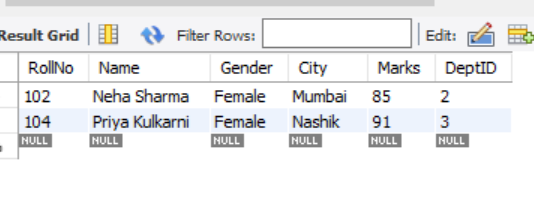 Result Grid Filter Rows: Edit:
RollNo Name Gender City Marks DeptID
102 Neha Sharma Female Mumbai 85 2
104 Priya Kulkarni Female Nashik 91 3
NULL NULL NULL NULL NULL NULL